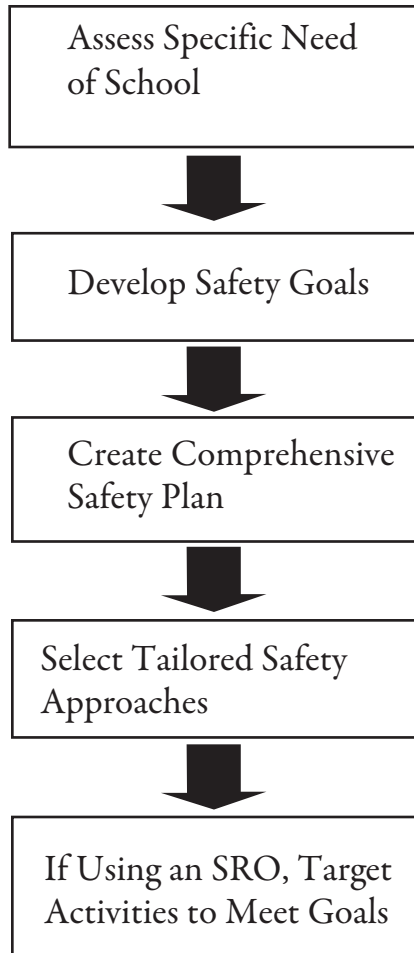 Assess Specific Need
of School
Develop Safety Goals
Create Comprehensive
Safety Plan
Select Tailored Safety
Approaches
If Using an SRO, Target
Activities to Meet Goals